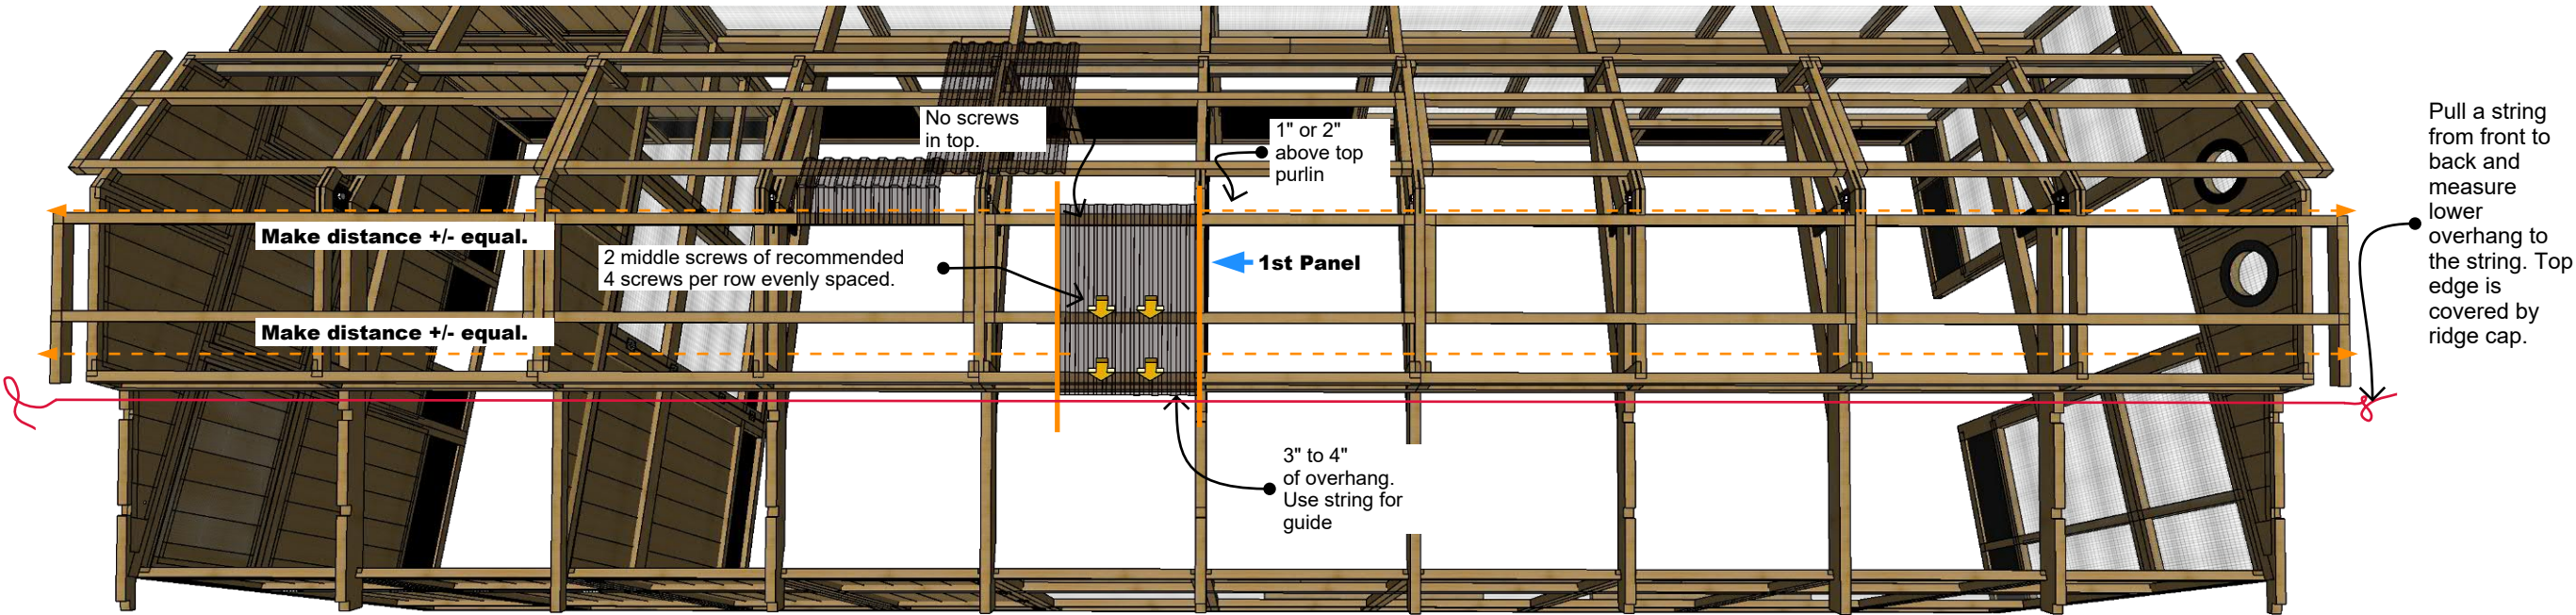 No screws
in top.
1" or 2"
above top
purlin
Make distance +/- equal.
2 middle screws of recommended
4 screws per row evenly spaced.
1st Panel
Make distance +/- equal.
3" to 4"
of overhang.
Use string for
guide
Pull a string
from front to
back and
measure
lower
overhang to
the string. Top
edge is
covered by
ridge cap.